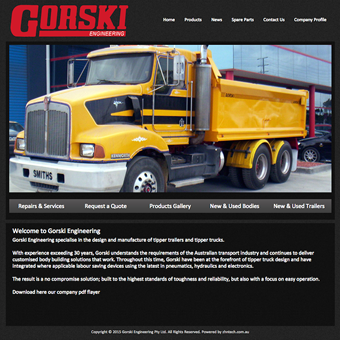 GORSKI
ENGINEERING
Home Products News Spare Parts Contact Us Company Profile
SMITHS
Repairs & Services Request a Quote Products Gallery New & Used Bodies New & Used Trailers
Welcome to Gorski Engineering
Gorski Engineering specialise in the design and manufacture of tipper trailers and tipper trucks.
With experience exceeding 30 years, Gorski understands the requirements of the Australian transport industry and continues to deliver
customised body building solutions that work. Throughout this time, Gorski have been at the forefront of tipper truck design and have
integrated where applicable labour saving devices using the latest in pneumatics, hydraulics and electronics.
The result is a no compromise solution; built to the highest standards of toughness and reliability, but also with a focus on easy operation.
Download here our company pdf flayer
Copyright © 2015 Gorski Engineering Pty Ltd. All Rights Reserved. Powered by